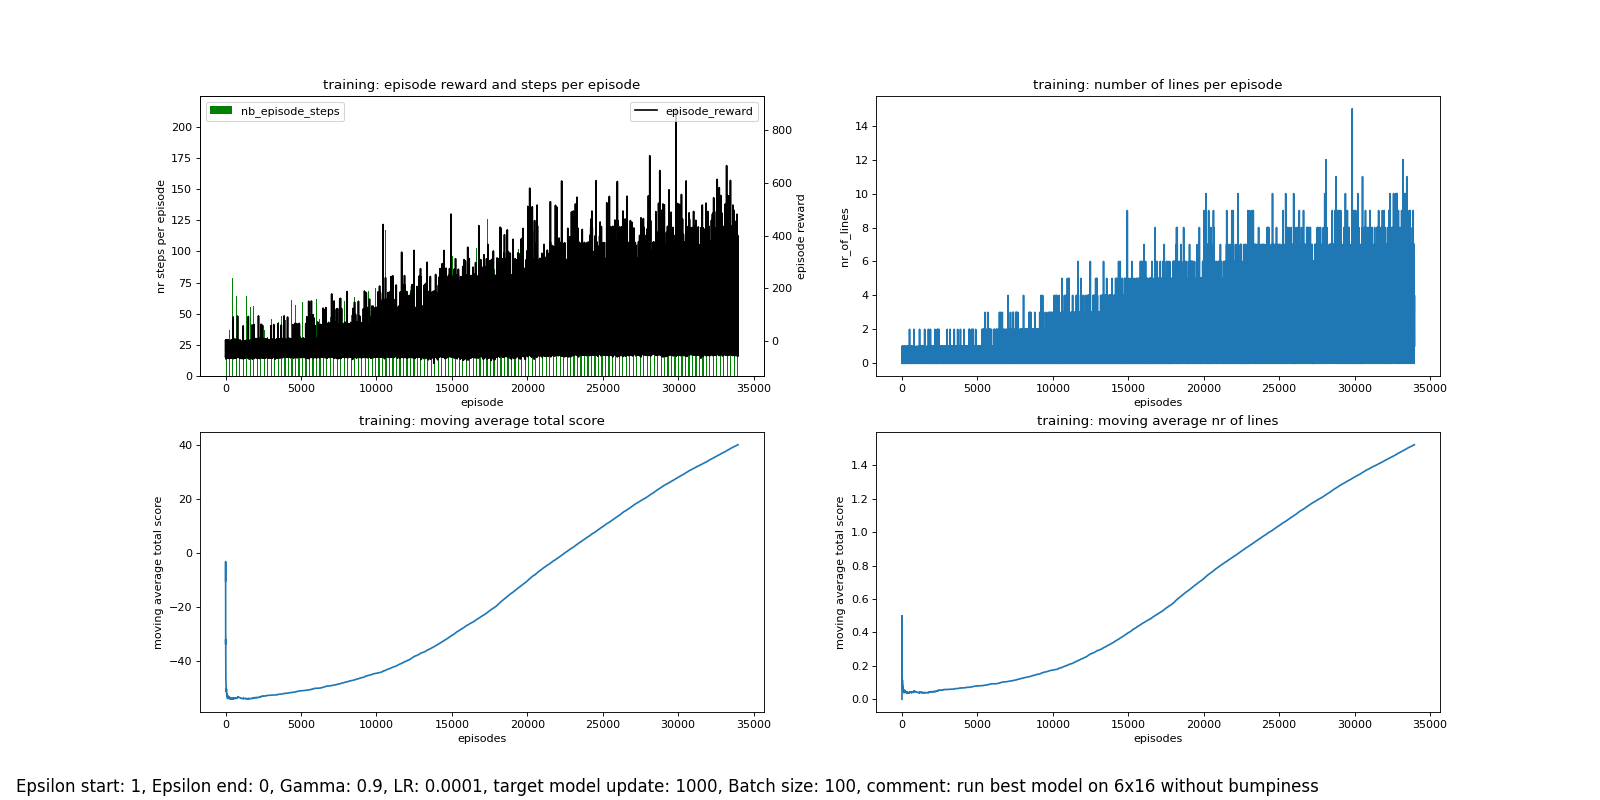 training: episode reward and steps per episode
nb_episode_steps
episode_reward
nr steps per episode
200
175
150
125
100
75
50
25
0
800
600
400
200
0
episode reward
0 5000 10000 15000 20000 25000 30000 35000
episode
training: number of lines per episode
nr_of_lines
14
12
10
8
6
4
2
0
0 5000 10000 15000 20000 25000 30000 35000
episodes
training: moving average total score
moving average total score
40
20
0
−20
−40
0 5000 10000 15000 20000 25000 30000 35000
episodes
training: moving average nr of lines
moving average total score
1.4
1.2
1.0
0.8
0.6
0.4
0.2
0.0
0 5000 10000 15000 20000 25000 30000 35000
episodes
Epsilon start: 1, Epsilon end: 0, Gamma: 0.9, LR: 0.0001, target model update: 1000, Batch size: 100, comment: run best model on 6x16 without bumpiness